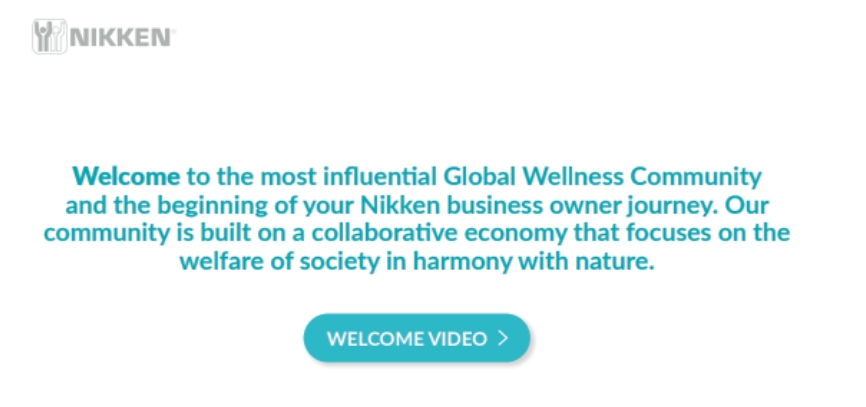 NIKKEN
Welcome to the most influential Global Wellness Community
and the beginning of your Nikken business owner journey. Our
community is built on a collaborative economy that focuses on the
welfare of society in harmony with nature.
WELCOME VIDEO >